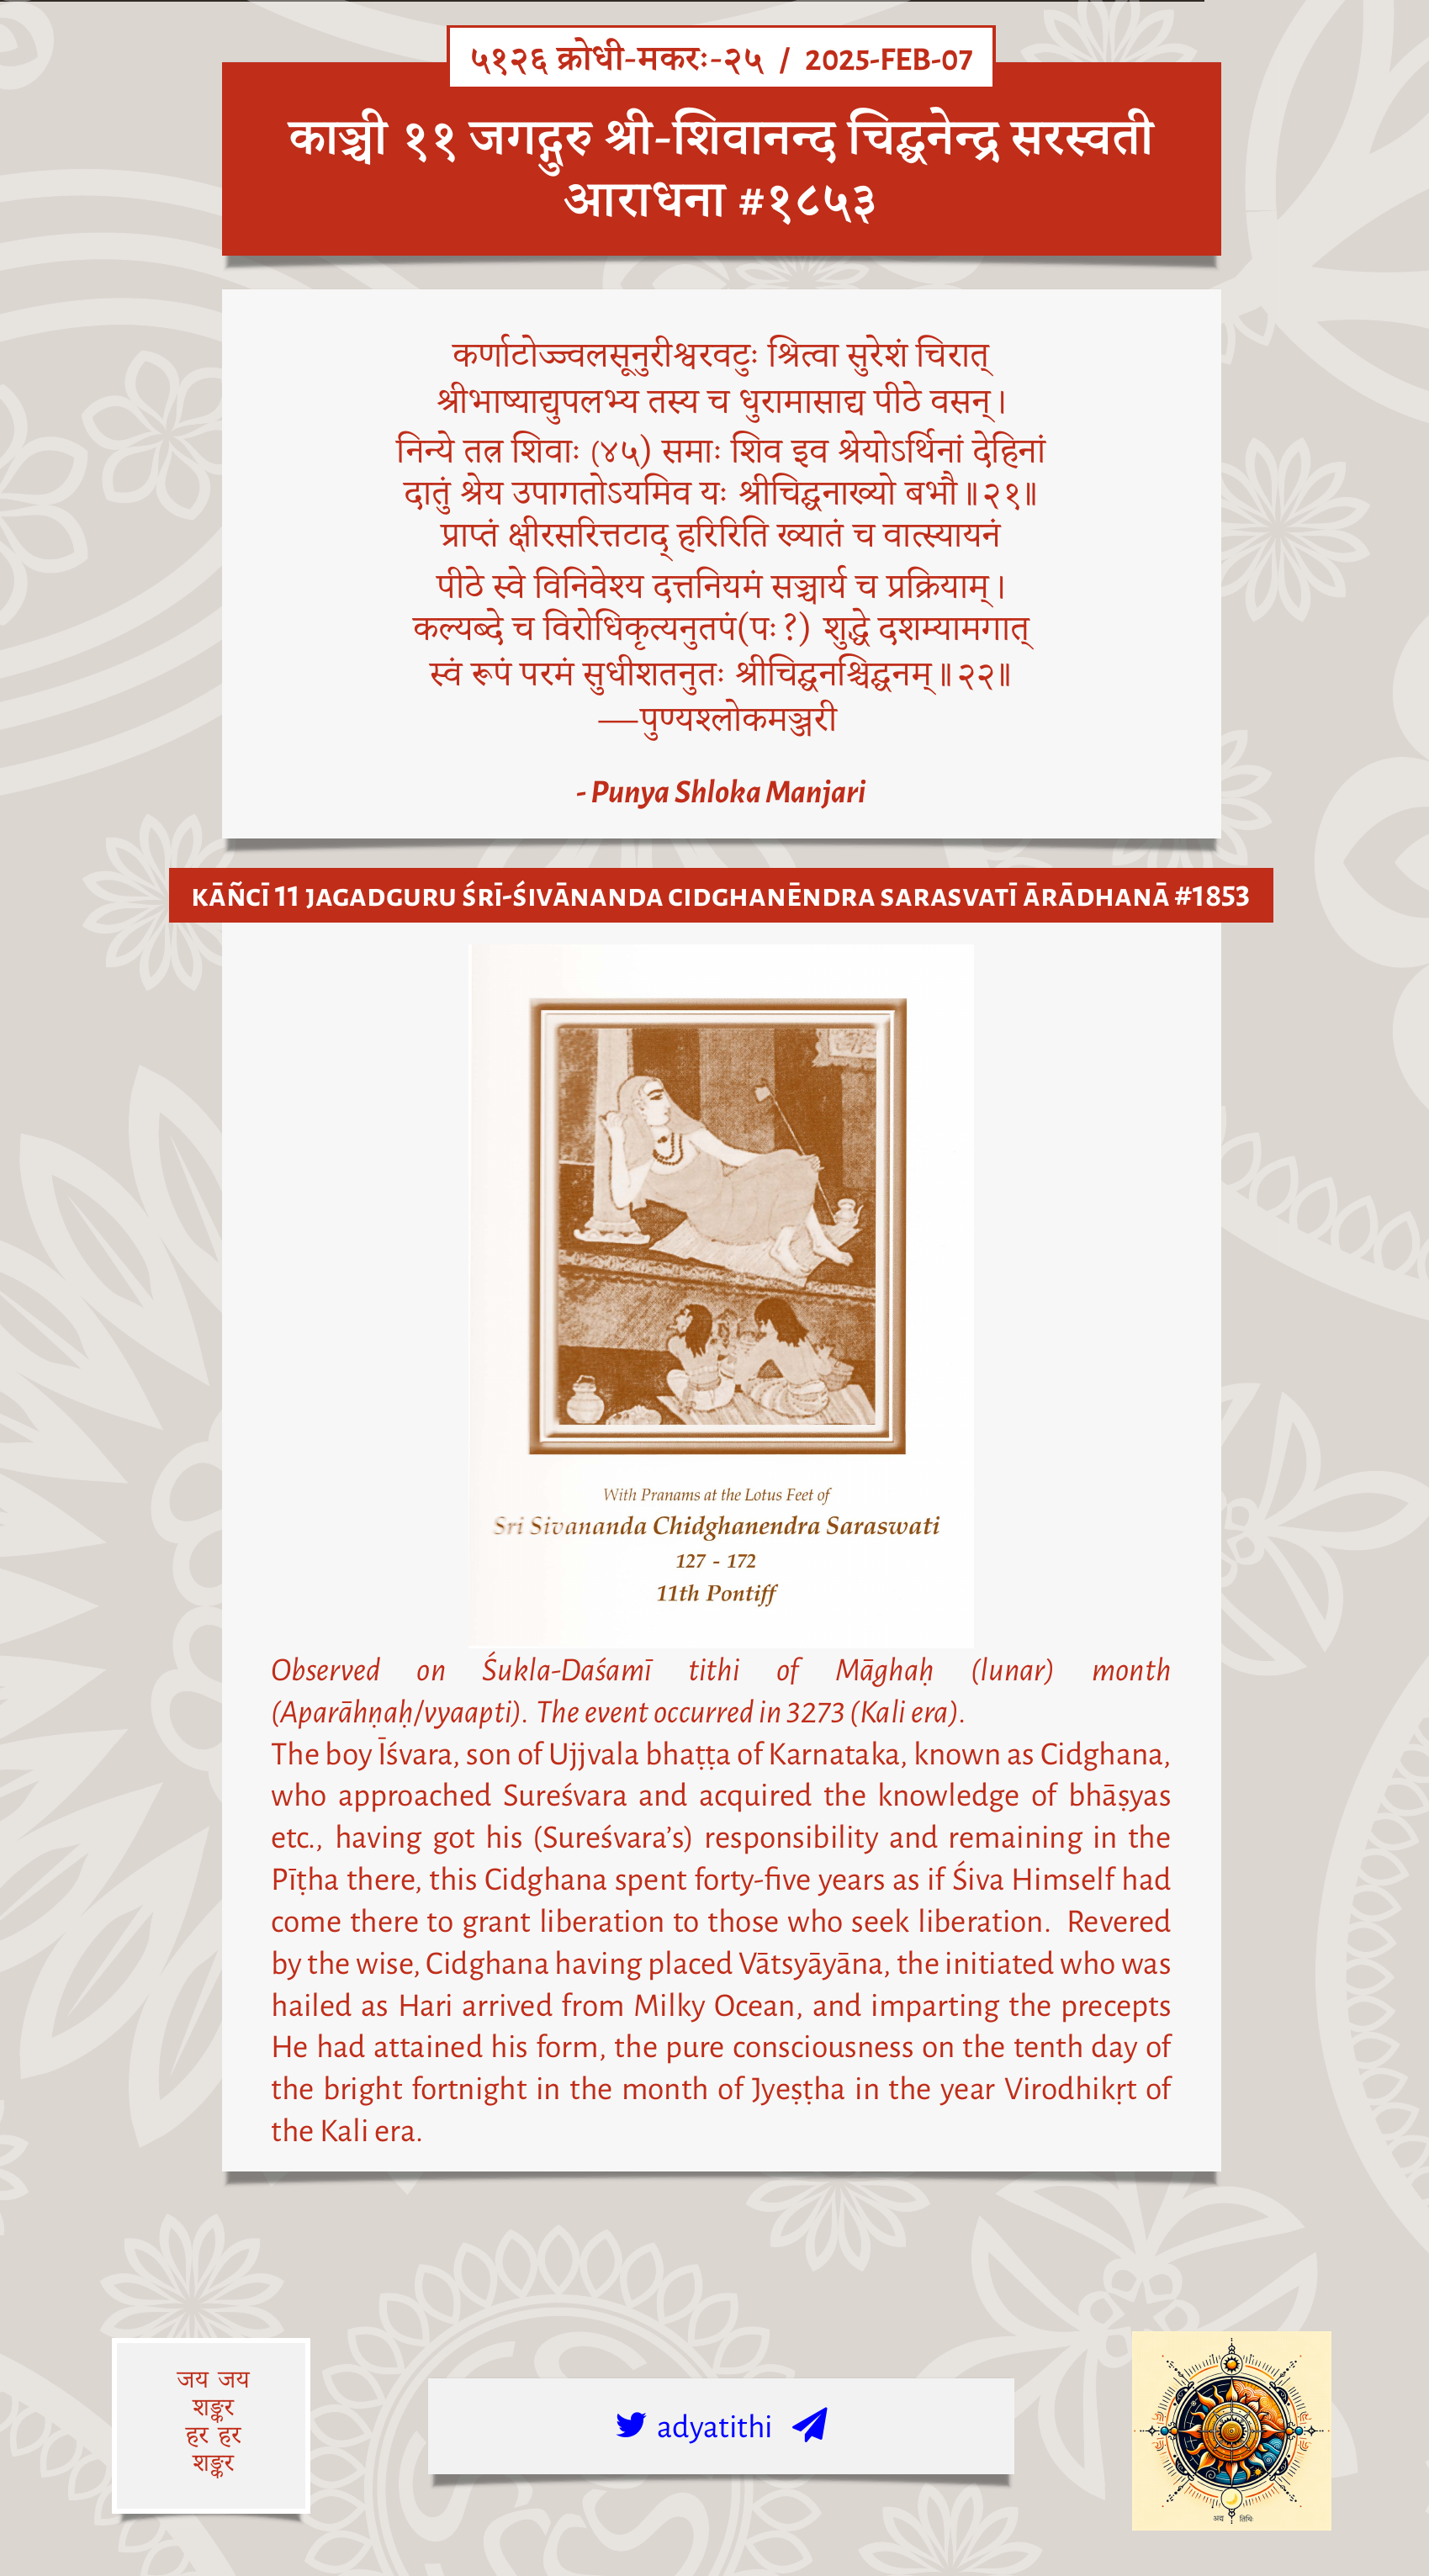 ५१२६ क्रोधी-मकरः-२५ / 2025-FEB-07
काञ्ची ११ जगद्गुरु श्री-शिवानन्द चिद्घनेन्द्र सरस्वती
आराधना #१८५३
कर्णाटोज्ज्वलसूनुरीश्वरवटुः श्रित्वा सुरेशं चिरात्
श्रीभाष्याद्युपलभ्य तस्य च धुरामासाद्य पीठे वसन्।
निन्ये तत्र शिवाः (४५) समाः शिव इव श्रेयोऽर्थिनां देहिनां
दातुं श्रेय उपागतोऽयमिव यः श्रीचिद्घनाख्यो बभौ॥२१॥
प्राप्तं क्षीरसरित्तटाद् हरिरिति ख्यातं च वात्स्यायनं
पीठे स्वे विनिवेश्य दत्तनियमं सञ्चार्य च प्रक्रियाम्।
कल्यब्दे च विरोधिकृत्यनुतपं(पः?) शुद्धे दशम्यामगात्
स्वं रूपं परमं सुधीशतनुतः श्रीचिद्घनश्चिद्घनम्॥२२॥
—पुण्यश्लोकमञ्जरी
- Punya Shloka Manjari
KĀÑCĪ 11 JAGADGURU ŚRĪ-ŚIVĀNANDA CIDGHANĒNDRA SARASVATĪ ĀRĀDHANĀ #1853
With Pranams at the Lotus Feet of
Sri Sivananda Chidghanendra Saraswati
127 - 172
11th Pontiff
Observed on Śukla-Daśamī tithi of Māghaḥ (lunar) month
(Aparāhṇaḥ/vyaapti). The event occurred in 3273 (Kali era).
The boy Īśvara, son of Ujjvala bhaṭṭa of Karnataka, known as Cidghana,
who approached Sureśvara and acquired the knowledge of bhāṣyas
etc., having got his (Sureśvara’s) responsibility and remaining in the
Pīṭha there, this Cidghana spent forty-five years as if Śiva Himself had
come there to grant liberation to those who seek liberation. Revered
by the wise, Cidghana having placed Vātsyāyāna, the initiated who was
hailed as Hari arrived from Milky Ocean, and imparting the precepts
He had attained his form, the pure consciousness on the tenth day of
the bright fortnight in the month of Jyeṣṭha in the year Virodhikṛt of
the Kali era.
जय जय
शङ्कर
हर हर
शङ्कर
adyatithi
अद्य तिथिः